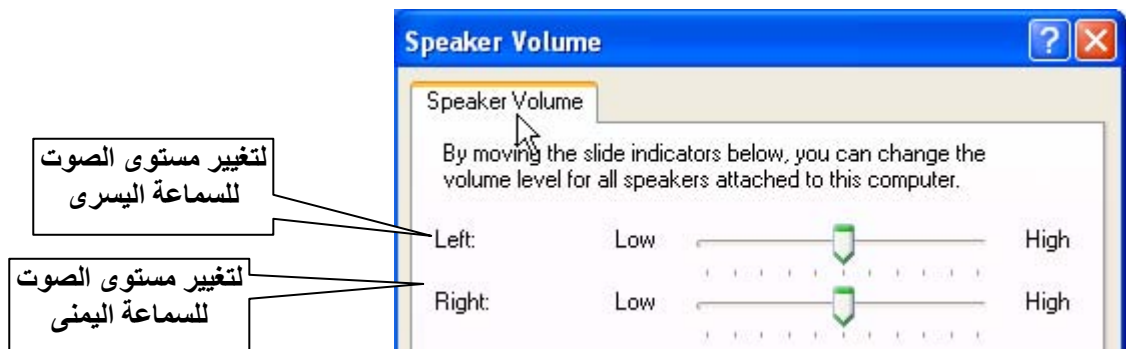 Speaker Volume
Speaker Volume
By moving the slide indicators below, you can change the
volume level for all speakers attached to this computer.
لتغيير مستوى الصوت
للسماعة اليسرى
Left: Low High
لتغيير مستوى الصوت
للسماعة اليمنى
Right: Low High